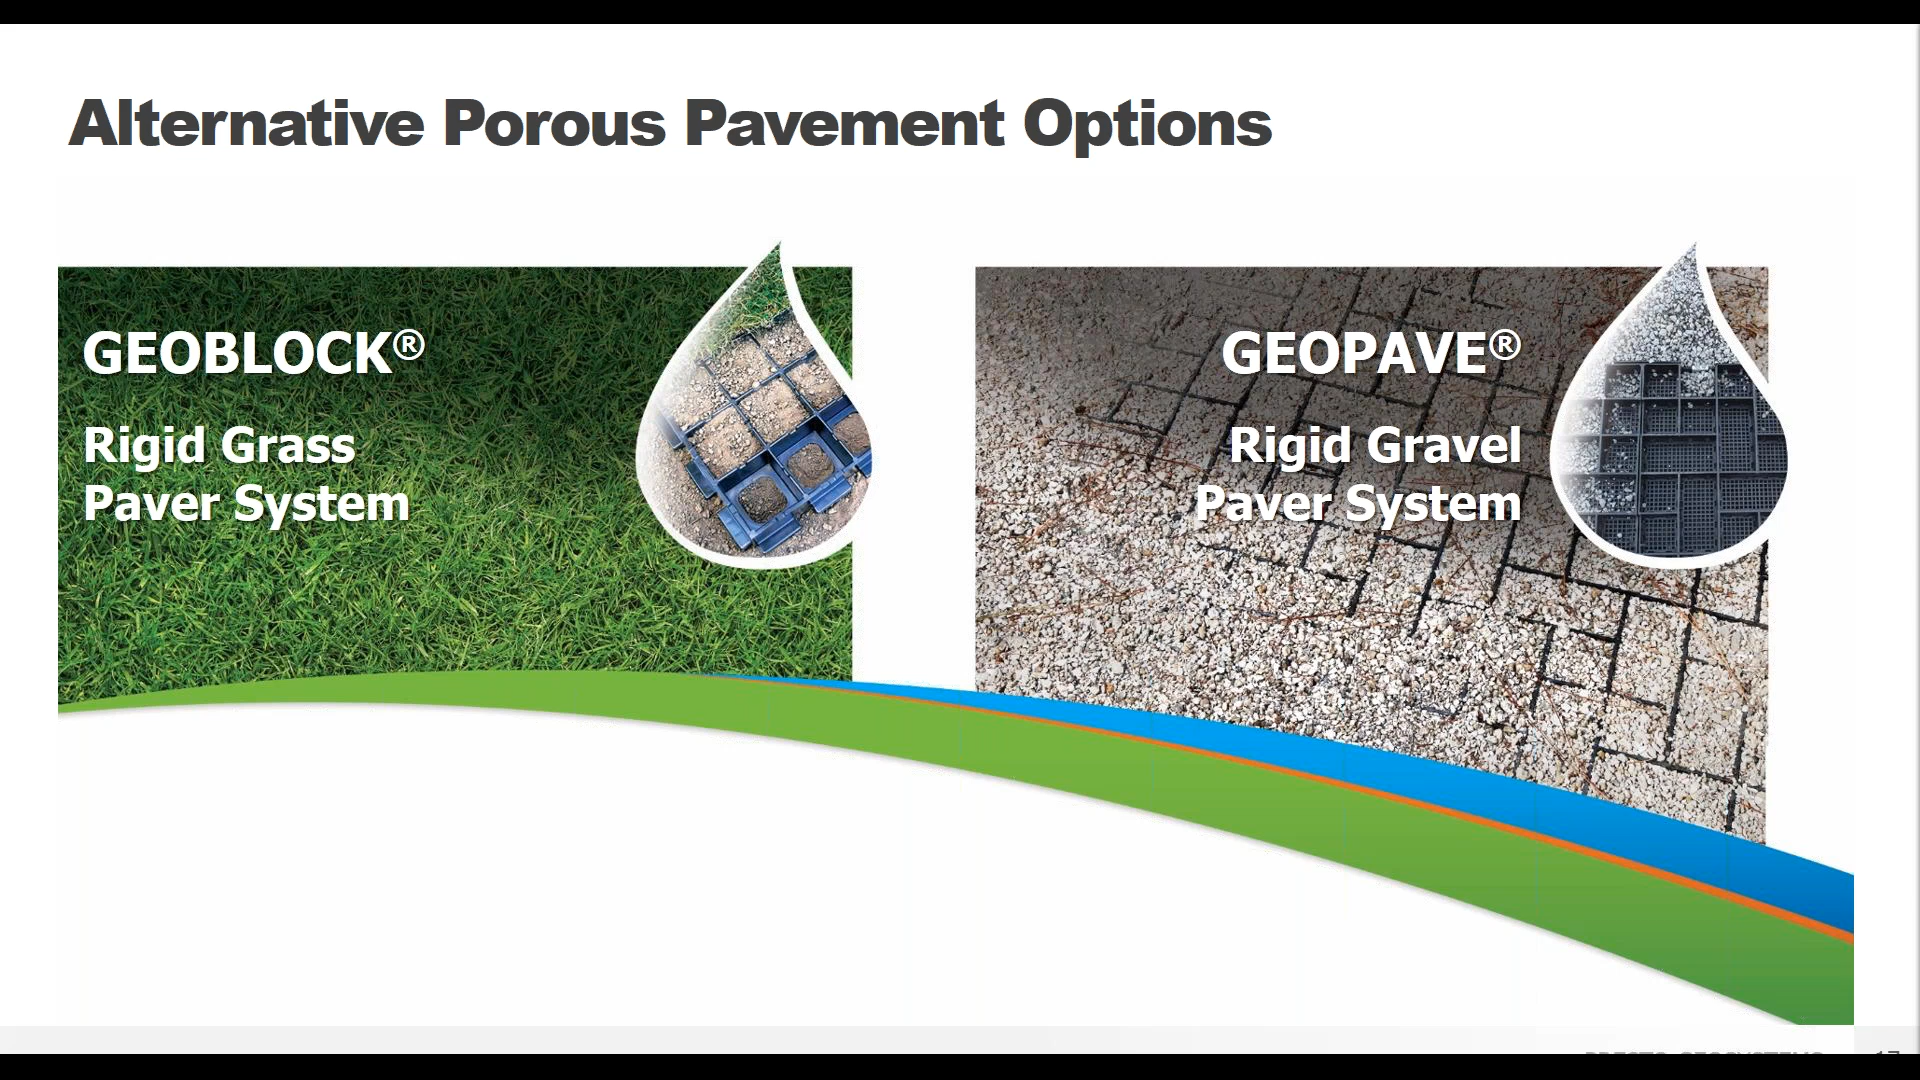 Alternative Porous Pavement Options
GEOBLOCK®
Rigid Grass
Paver System
GEOPAVE®
Rigid Gravel
Paver System